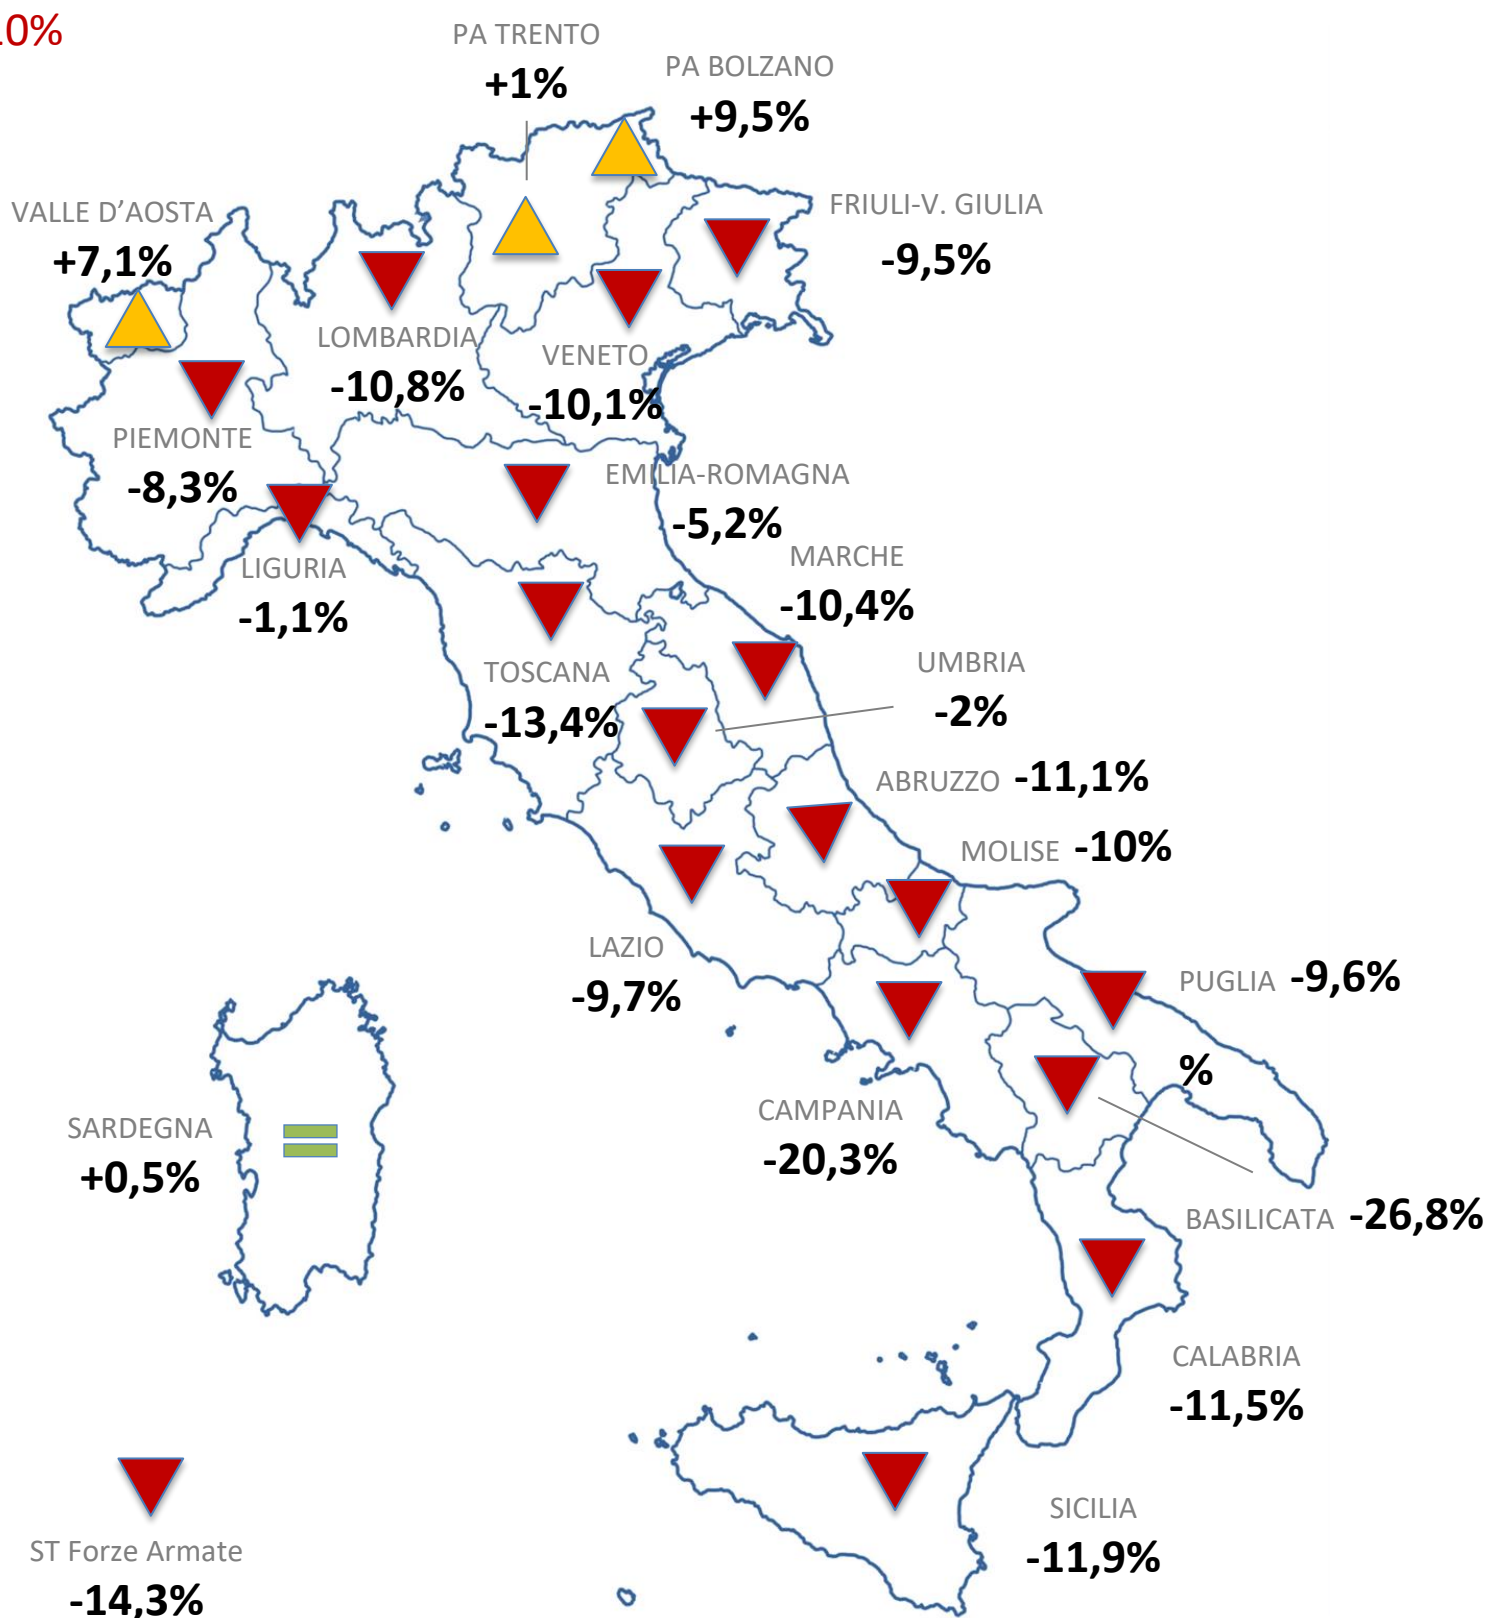 0%
PA TRENTO
+1%
PA BOLZANO
+9,5%
VALLE D'AOSTA
+7,1%
FRIULI-V. GIULIA
-9,5%
LOMBARDIA
-10,8%
VENETO
-10,1%
PIEMONTE
-8,3%
EMILIA-ROMAGNA
-5,2%
LIGURIA
-1,1%
MARCHE
-10,4%
TOSCANA
-13,4%
UMBRIA
-2%
ABRUZZO -11,1%
MOLISE -10%
LAZIO
-9,7%
PUGLIA -9,6%
%
CAMPANIA
-20,3%
SARDEGNA
+0,5%
BASILICATA -26,8%
CALABRIA
-11,5%
SICILIA
-11,9%
ST Forze Armate
-14,3%